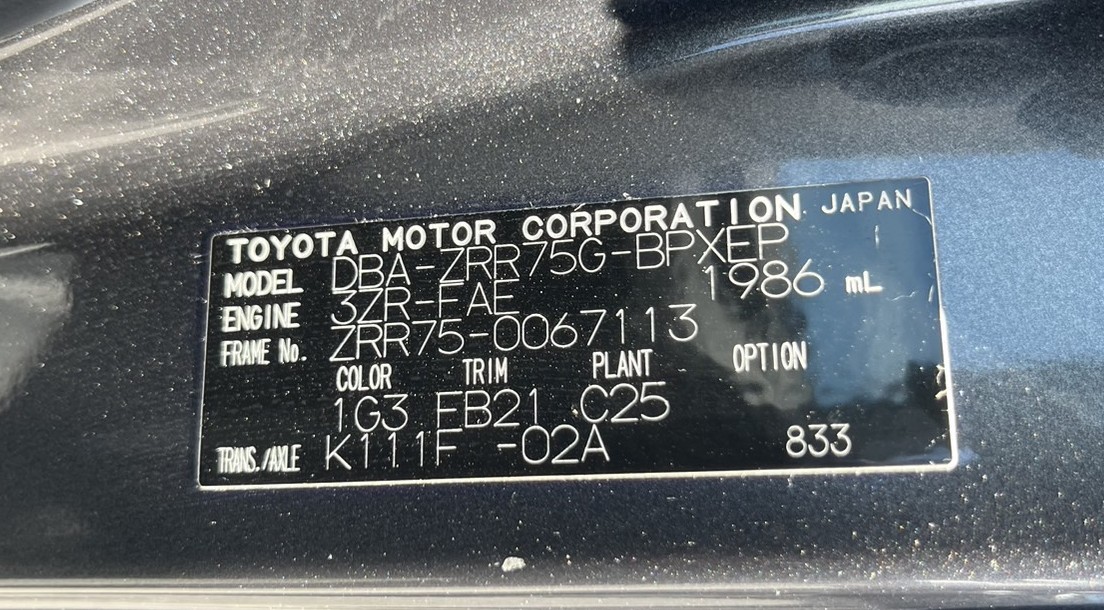 TOYOTA MOTOR CORPORATION JAPAN
MODEL DBA-ZRR75G-BPXEP
ENGINE 3ZR-FAE 1986 mL
FRAME No. ZRR75-0067113
COLOR TRIM PLANT OPTION
1G3 FB21 C25
TRANS./AXLE K111F -02A 833